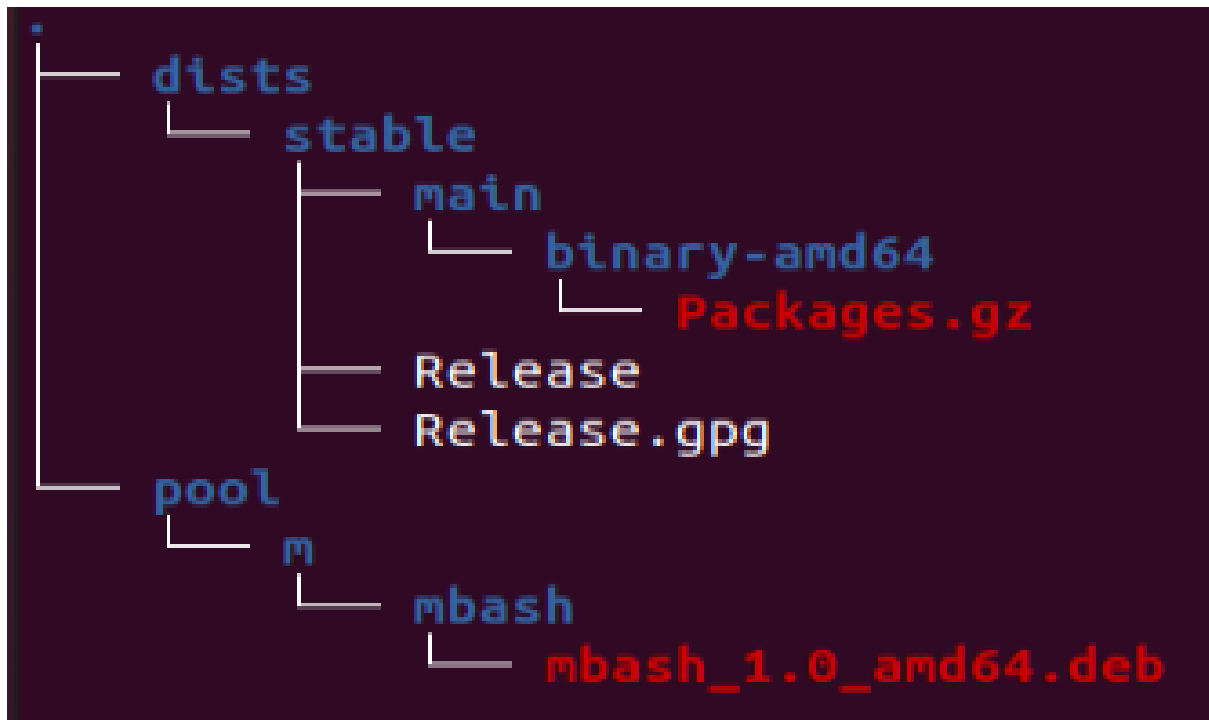 .
dists
stable
main
binary-amd64
Packages.gz
Release
Release.gpg
pool
m
mbash
mbash_1.0_amd64.deb